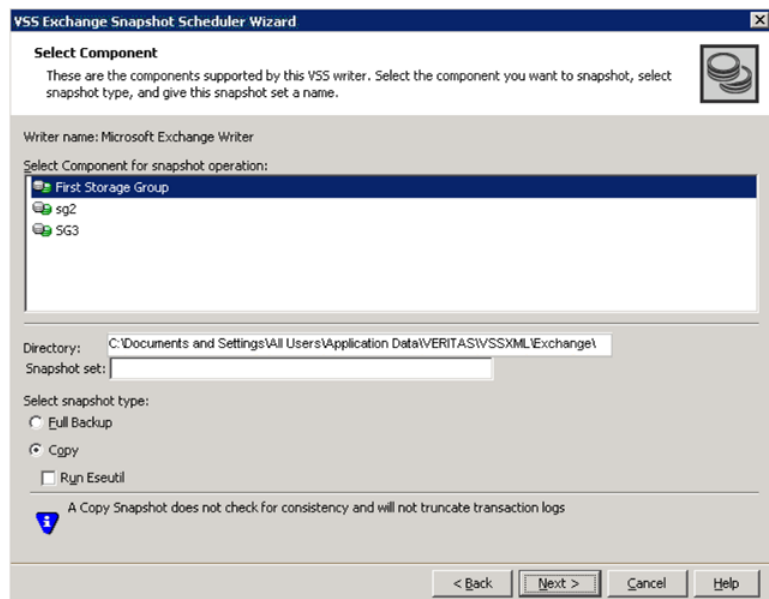 VSS Exchange Snapshot Scheduler Wizard
Select Component
These are the components supported by this VSS writer. Select the component you want to snapshot, select
snapshot type, and give this snapshot set a name.
Writer name: Microsoft Exchange Writer
Select Component for snapshot operation:
First Storage Group
sg2
SG3
Directory: C:\Documents and Settings\All Users\Application Data\VERITAS\VSSXML\Exchange\
Snapshot set:
Select snapshot type:
Full Backup
Copy
Run Eseutil
A Copy Snapshot does not check for consistency and will not truncate transaction logs
< Back Next > Cancel Help